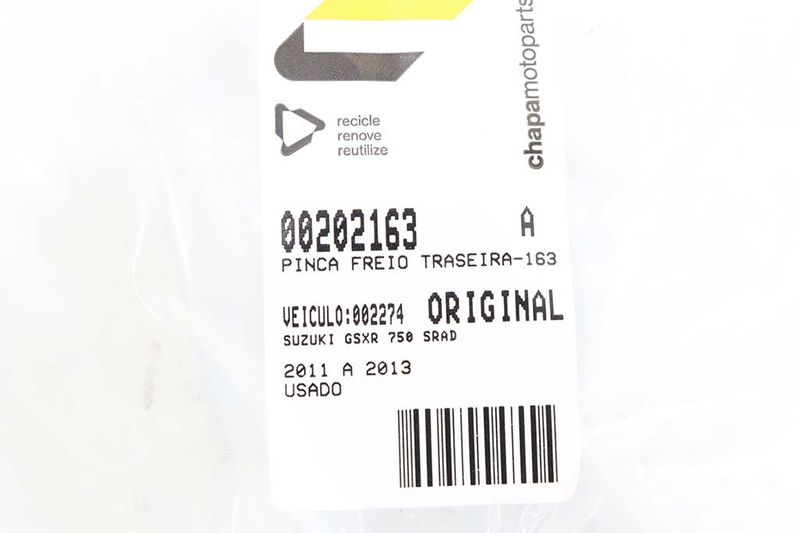 chapamotoparts
recicle
renove
reutilize
00202163 A
PINCA FREIO TRASEIRA-163
VEICULO:002274 ORIGINAL
SUZUKI GSXR 750 SRAD
2011 A 2013
USADO